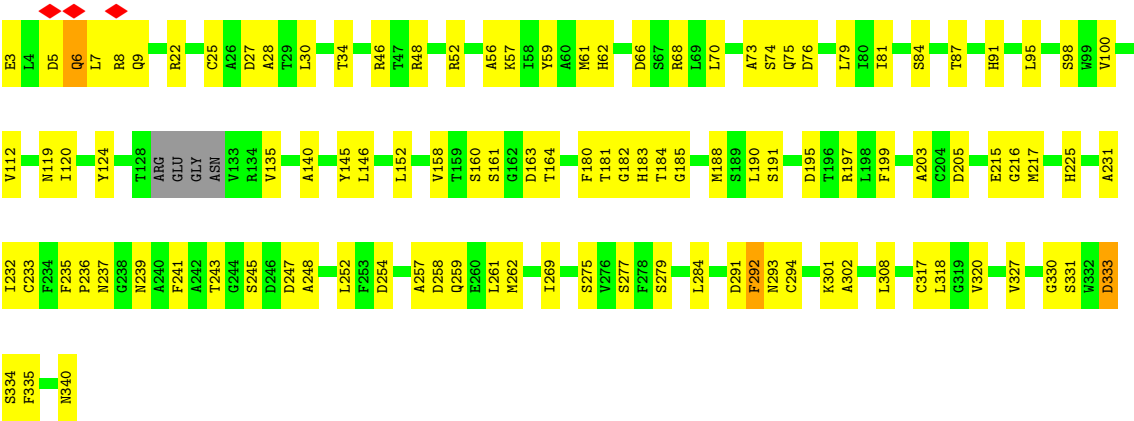 E3 L4 D5 Q6 L7 R8 Q9 R22 C25 A26 D27 A28 T29 L30 T34 R46 T47 R48 R52 A56 K57 I58 Y59 A60 M61 H62 D66 S67 R68 L69 L70 A73 S74 Q75 D76 L79 I80 I81 S84 T87 H91 L95 S98 W99 V100
V112 N119 I120 Y124 T128 ARG GLU GLY ASN V133 R134 V135 A140 Y145 L146 L152 V158 T159 S160 S161 G162 D163 T164 F180 T181 G182 H183 T184 G185 M188 S189 L190 S191 D195 T196 R197 L198 F199 A203 C204 D205 E215 G216 M217 H225 A231
I232 C233 F234 F235 P236 N237 G238 N239 A240 F241 A242 T243 G244 S245 D246 D247 A248 L252 F253 D254 A257 D258 Q259 E260 L261 M262 I269 S275 V276 S277 F278 S279 L284 D291 F292 N293 C294 K301 A302 L308 C317 L318 G319 V320 V327 G330 S331 W332 D333
S334 F335 N340